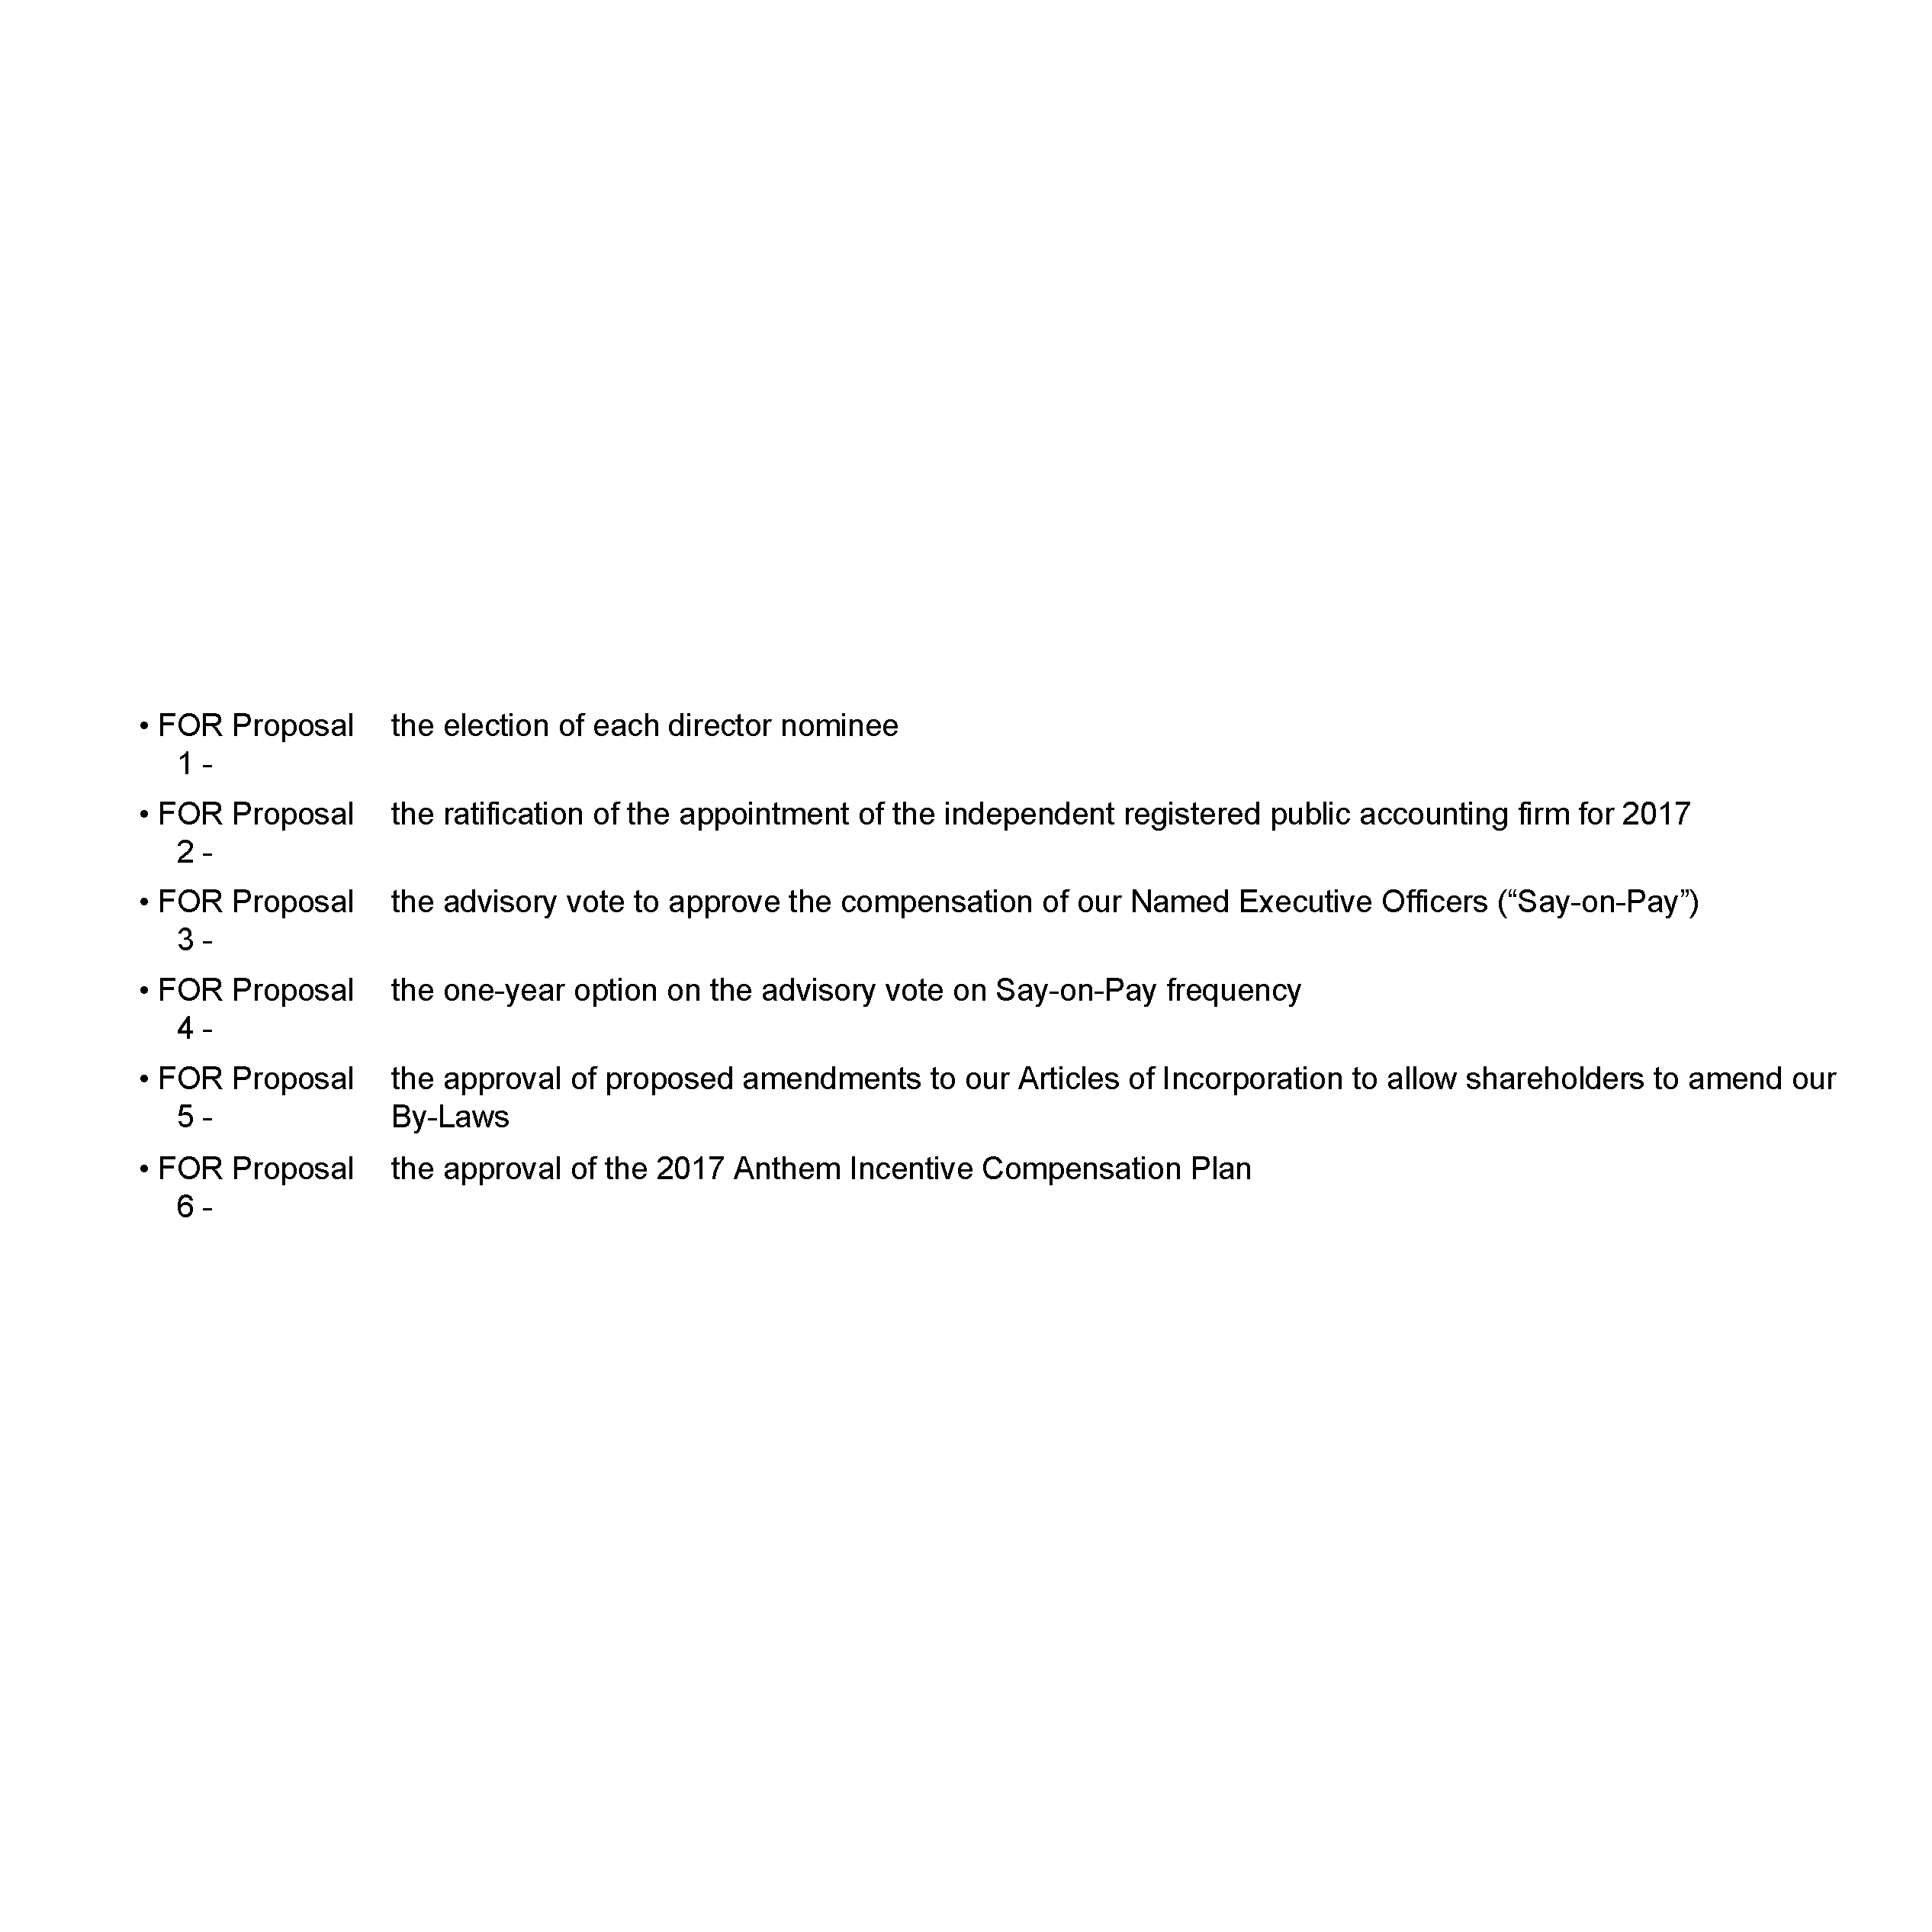 • FOR Proposal the election of each director nominee
1 -
• FOR Proposal the ratification of the appointment of the independent registered public accounting firm for 2017
2 -
• FOR Proposal the advisory vote to approve the compensation of our Named Executive Officers (“Say-on-Pay”)
3 -
• FOR Proposal the one-year option on the advisory vote on Say-on-Pay frequency
4 -
• FOR Proposal the approval of proposed amendments to our Articles of Incorporation to allow shareholders to amend our
5 - By-Laws
• FOR Proposal the approval of the 2017 Anthem Incentive Compensation Plan
6 -